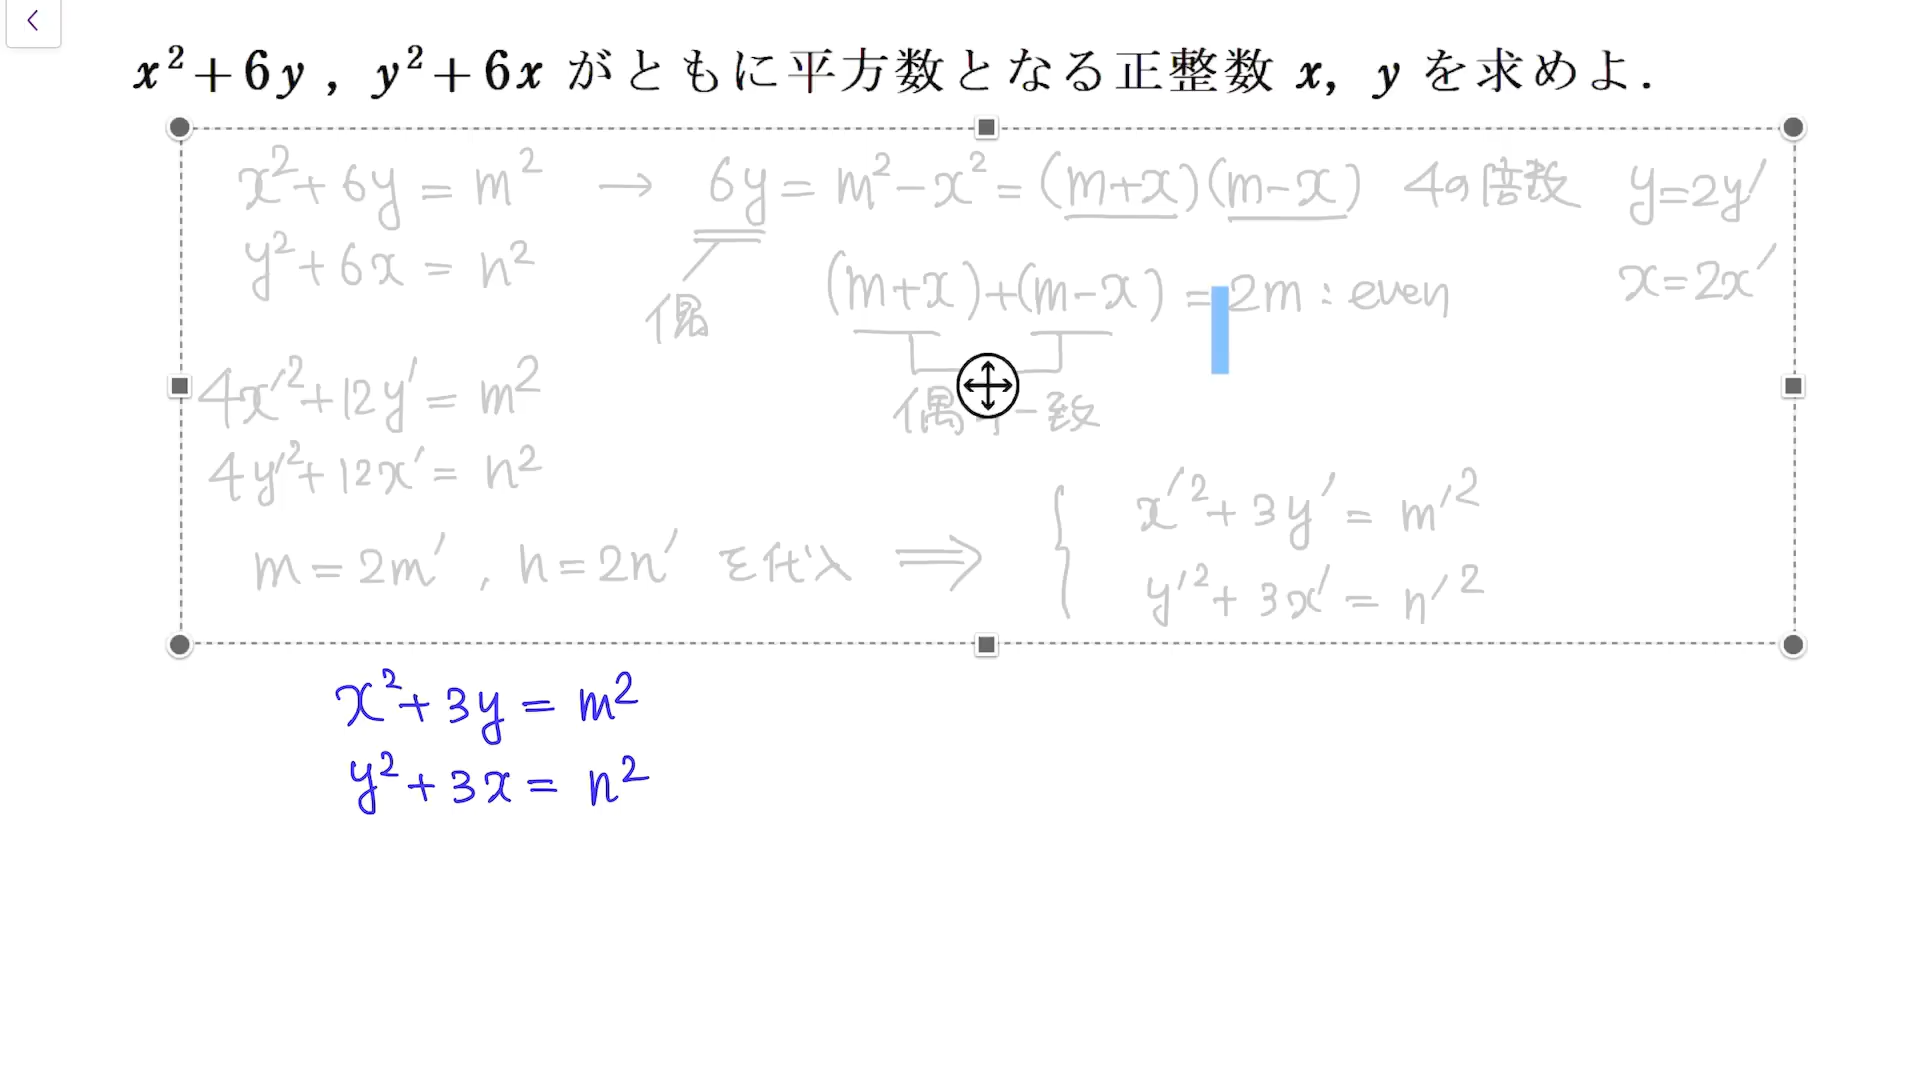 x²+6y , y²+6x がともに平方数となる正整数 x, y を求めよ.
x²+6y = m² → 6y = m²-x² = (m+x)(m-x) 4の倍数 y=2y'
y²+6x = n²
偶
(m+x)+(m-x) = 2m : even
x=2x'
4x'²+12y' = m²
4y'²+12x' = n²
偶 一致
m=2m' , n=2n' を代入 ⟹ { x'²+3y' = m'²
y'²+3x' = n'²
x²+3y = m²
y²+3x = n²